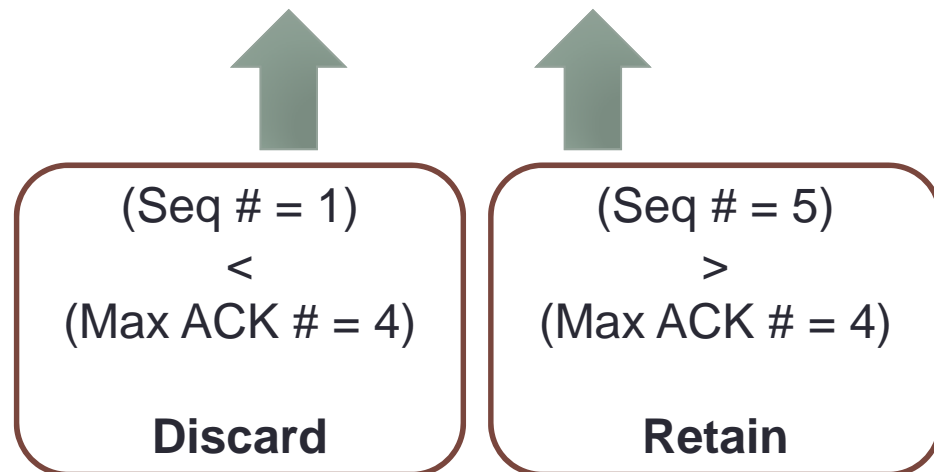 (Seq # = 1)
<
(Max ACK # = 4)
Discard
(Seq # = 5)
>
(Max ACK # = 4)
Retain